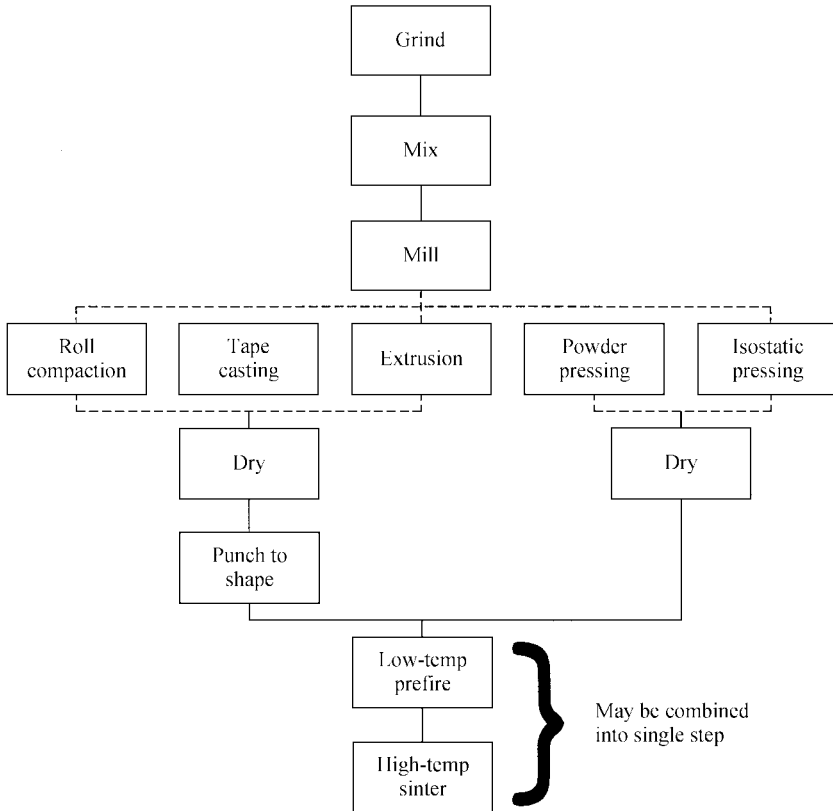 Grind
Mix
Mill
Roll
compaction
Tape
casting
Extrusion
Powder
pressing
Isostatic
pressing
Dry
Dry
Punch to
shape
Low-temp
prefire
High-temp
sinter
May be combined
into single step